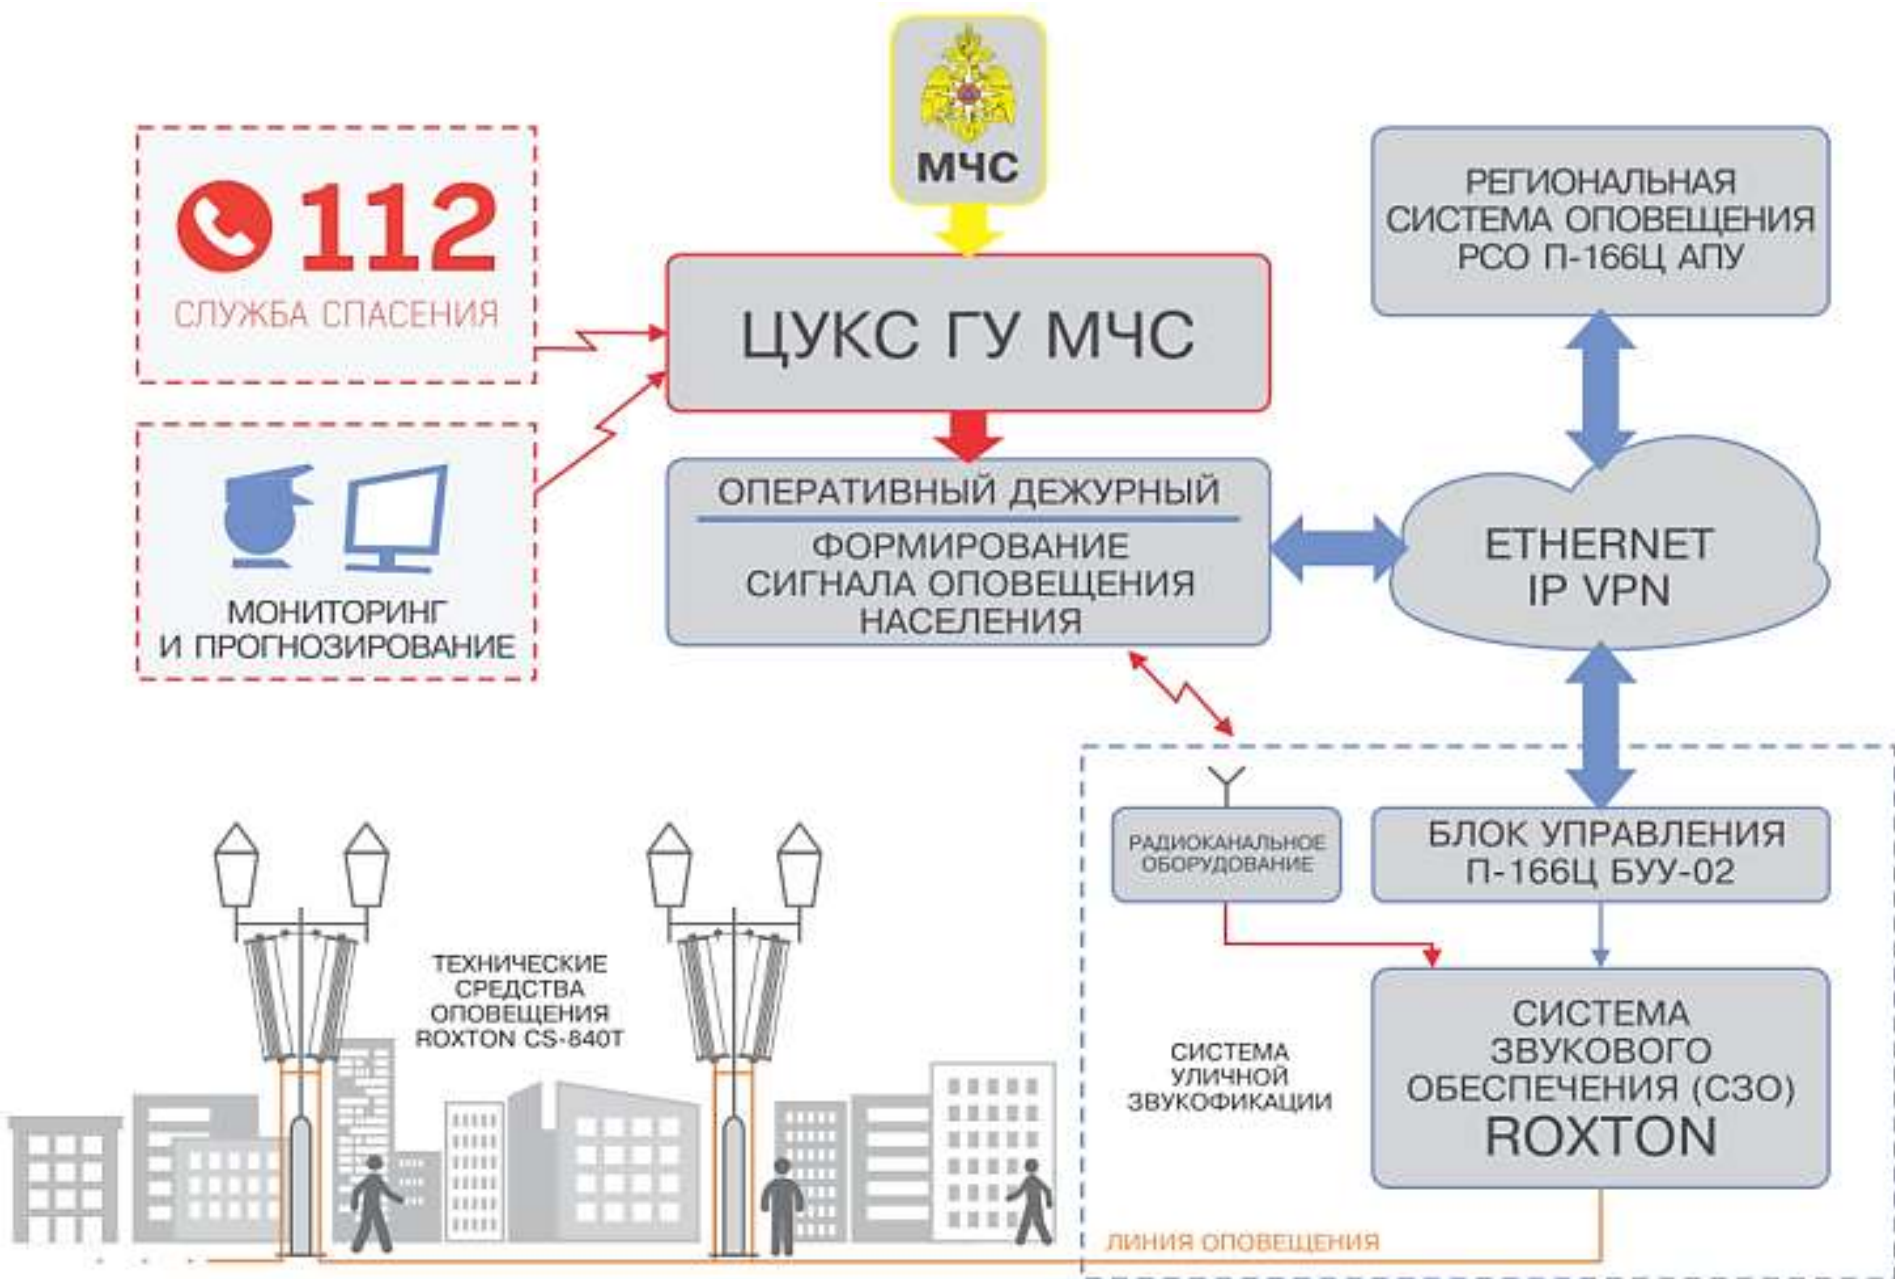 МЧС
112
СЛУЖБА СПАСЕНИЯ
РЕГИОНАЛЬНАЯ
СИСТЕМА ОПОВЕЩЕНИЯ
РСО П-166Ц АПУ
ЦУКС ГУ МЧС
МОНИТОРИНГ
И ПРОГНОЗИРОВАНИЕ
ОПЕРАТИВНЫЙ ДЕЖУРНЫЙ
ФОРМИРОВАНИЕ
СИГНАЛА ОПОВЕЩЕНИЯ
НАСЕЛЕНИЯ
ETHERNET
IP VPN
РАДИОКАНАЛЬНОЕ
ОБОРУДОВАНИЕ
БЛОК УПРАВЛЕНИЯ
П-166Ц БУУ-02
ТЕХНИЧЕСКИЕ
СРЕДСТВА
ОПОВЕЩЕНИЯ
ROXTON CS-840T
СИСТЕМА
УЛИЧНОЙ
ЗВУКОФИКАЦИИ
СИСТЕМА
ЗВУКОВОГО
ОБЕСПЕЧЕНИЯ (СЗО)
ROXTON
ЛИНИЯ ОПОВЕЩЕНИЯ